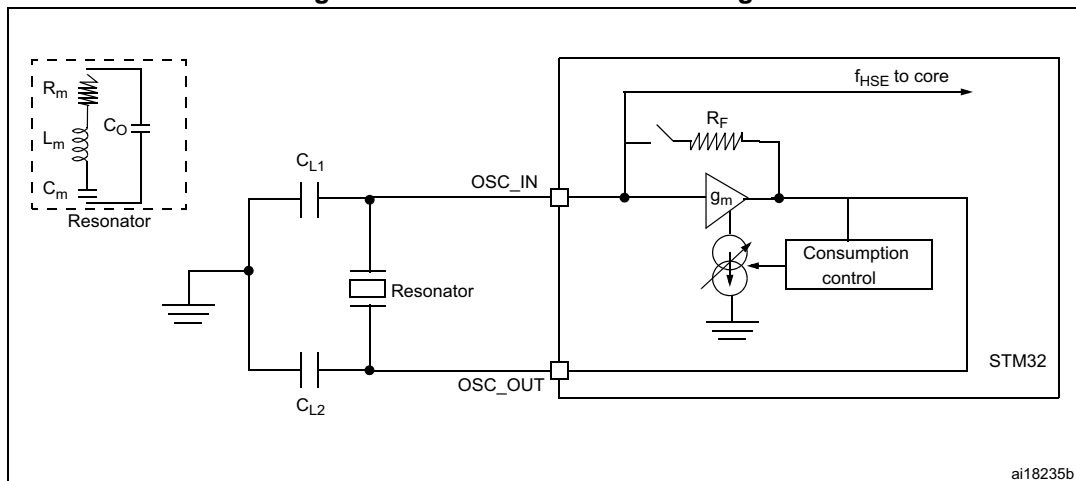 f_HSE to core
R_m
L_m
C_O
C_m
Resonator
R_F
C_L1
OSC_IN
g_m
Consumption
control
Resonator
STM32
OSC_OUT
C_L2
ai18235b